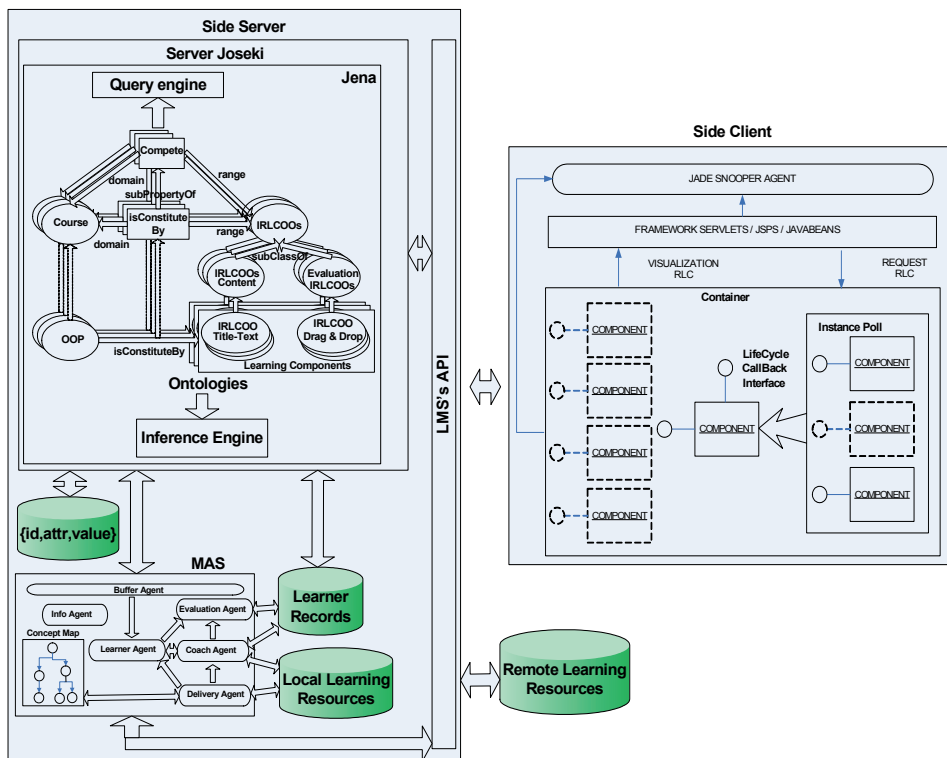 Side Server
Server Joseki
Jena
Query engine
Compete
domain
range
subPropertyOf
Course
isConstitute
By
IRLCOOs
domain
range
subClassOf
IRLCOOs
Content
Evaluation
IRLCOOs
OOP
isConstituteBy
IRLCOO
Title-Text
IRLCOO
Drag & Drop
Learning Components
Ontologies
Inference Engine
LMS's API
{id,attr,value}
MAS
Buffer Agent
Info Agent
Evaluation Agent
Concept Map
Learner Agent
Coach Agent
Delivery Agent
Learner
Records
Local Learning
Resources
Remote Learning
Resources
Side Client
JADE SNOOPER AGENT
FRAMEWORK SERVLETS / JSPS / JAVABEANS
VISUALIZATION
RLC
REQUEST
RLC
Container
COMPONENT
COMPONENT
COMPONENT
COMPONENT
LifeCycle
CallBack
Interface
COMPONENT
Instance Poll
COMPONENT
COMPONENT
COMPONENT